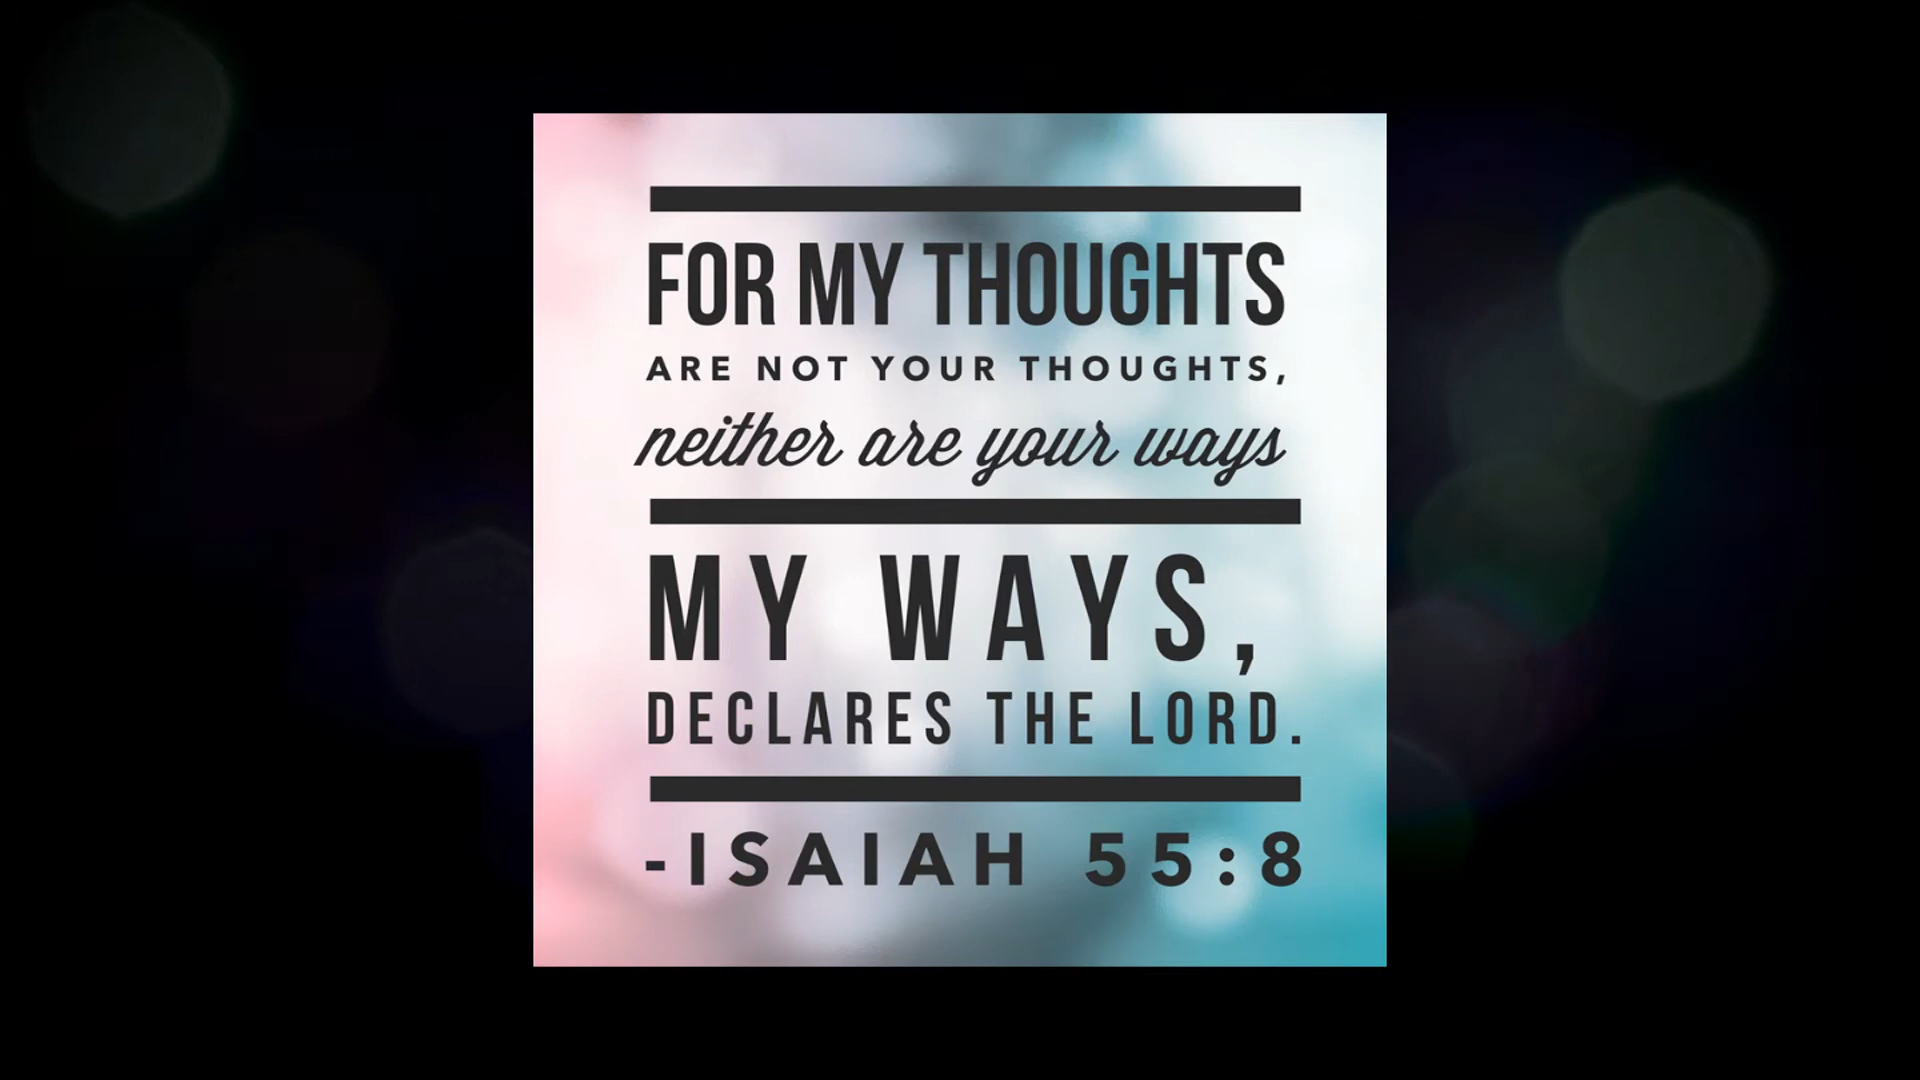 FOR MY THOUGHTS
ARE NOT YOUR THOUGHTS,
neither are your ways
MY WAYS,
DECLARES THE LORD.
-ISAIAH 55:8